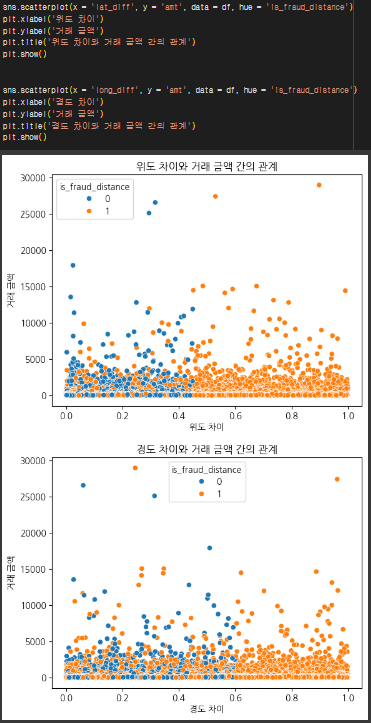 sns.scatterplot(x = 'lat_diff', y = 'amt', data = df, hue = 'is_fraud_distance')
plt.xlabel('위도 차이')
plt.ylabel('거래 금액')
plt.title('위도 차이와 거래 금액 간의 관계')
plt.show()
sns.scatterplot(x = 'long_diff', y = 'amt', data = df, hue = 'is_fraud_distance')
plt.xlabel('경도 차이')
plt.ylabel('거래 금액')
plt.title('경도 차이와 거래 금액 간의 관계')
plt.show()
위도 차이와 거래 금액 간의 관계
30000
25000
20000
15000
10000
5000
0
거래 금액
is_fraud_distance
0
1
0.0 0.2 0.4 0.6 0.8 1.0
위도 차이
경도 차이와 거래 금액 간의 관계
30000
25000
20000
15000
10000
5000
0
거래 금액
is_fraud_distance
0
1
0.0 0.2 0.4 0.6 0.8 1.0
경도 차이